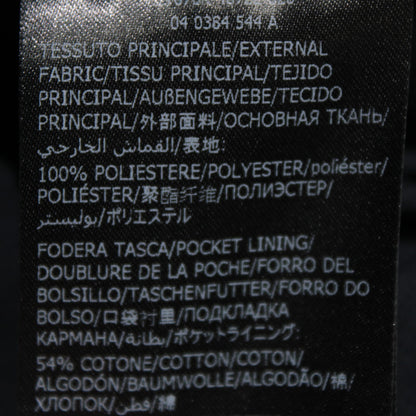 04 0384 544 A
TESSUTO PRINCIPALE/EXTERNAL
FABRIC/TISSU PRINCIPAL/TEJIDO
PRINCIPAL/AUßENGEWEBE/TECIDO
PRINCIPAL/外部面料/ОСНОВНАЯ ТКАНЬ/
القماش الخارجي/表地:
100% POLIESTERE/POLYESTER/poliéster/
POLIÉSTER/聚酯纤维/ПОЛИЭСТЕР/
بوليستر/ポリエステル
FODERA TASCA/POCKET LINING/
DOUBLURE DE LA POCHE/FORRO DEL
BOLSILLO/TASCHENFUTTER/FORRO DO
BOLSO/口袋衬里/ПОДКЛАДКА
КАРМАНА/بطانة/ポケットライニング:
54% COTONE/COTTON/COTON/
ALGODÓN/BAUMWOLLE/ALGODÃO/棉/
ХЛОПОК/قطن/綿